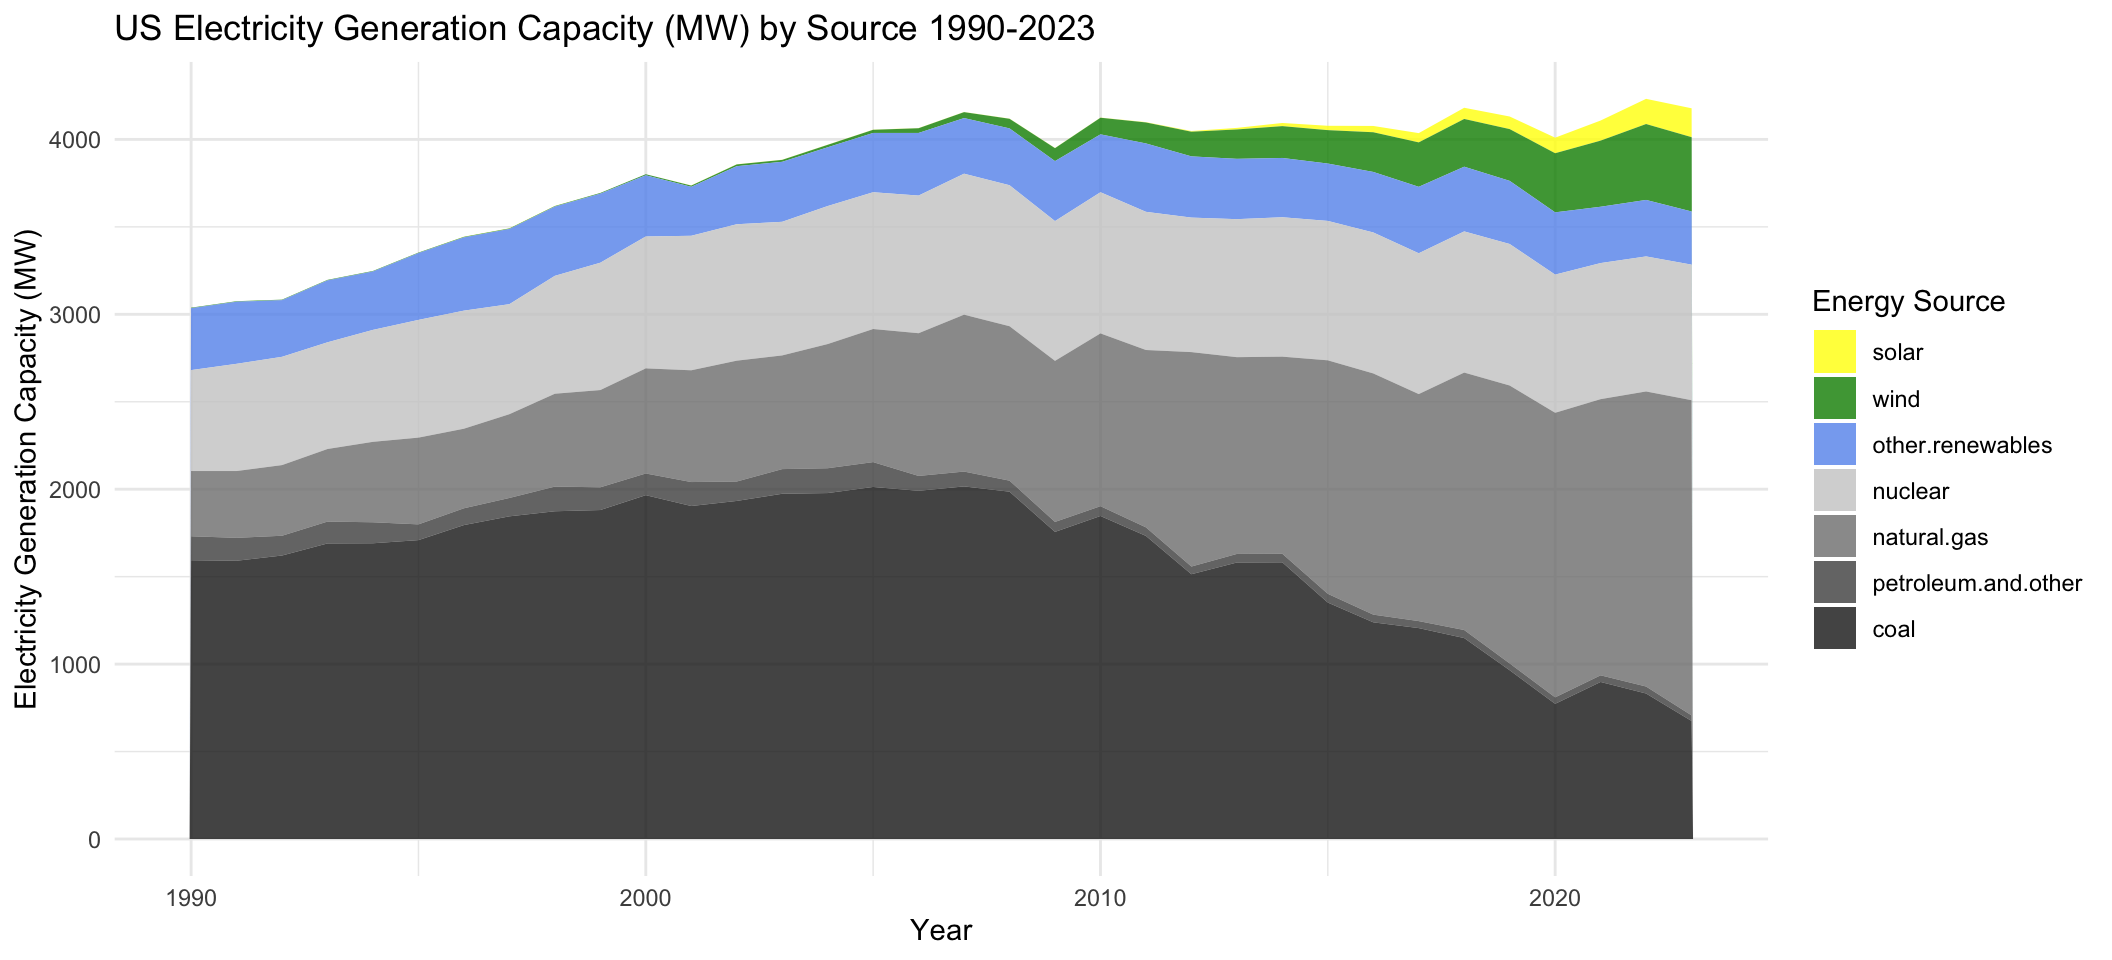 US Electricity Generation Capacity (MW) by Source 1990-2023
Electricity Generation Capacity (MW)
4000
3000
2000
1000
0
1990
2000
2010
2020
Year
Energy Source
solar
wind
other.renewables
nuclear
natural.gas
petroleum.and.other
coal